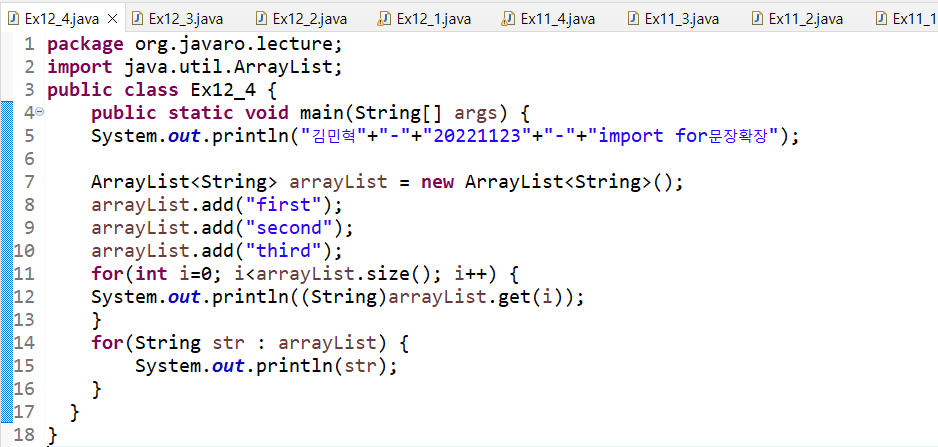 Ex12_4.java Ex12_3.java Ex12_2.java Ex12_1.java Ex11_4.java Ex11_3.java Ex11_2.java Ex11_1
1 package org.javaro.lecture;
2 import java.util.ArrayList;
3 public class Ex12_4 {
4 public static void main(String[] args) {
5 System.out.println("김민혁"+"-"+"20221123"+"-"+"import for문장확장");
6
7 ArrayList<String> arrayList = new ArrayList<String>();
8 arrayList.add("first");
9 arrayList.add("second");
10 arrayList.add("third");
11 for(int i=0; i<arrayList.size(); i++) {
12 System.out.println((String)arrayList.get(i));
13 }
14 for(String str : arrayList) {
15 System.out.println(str);
16 }
17 }
18 }